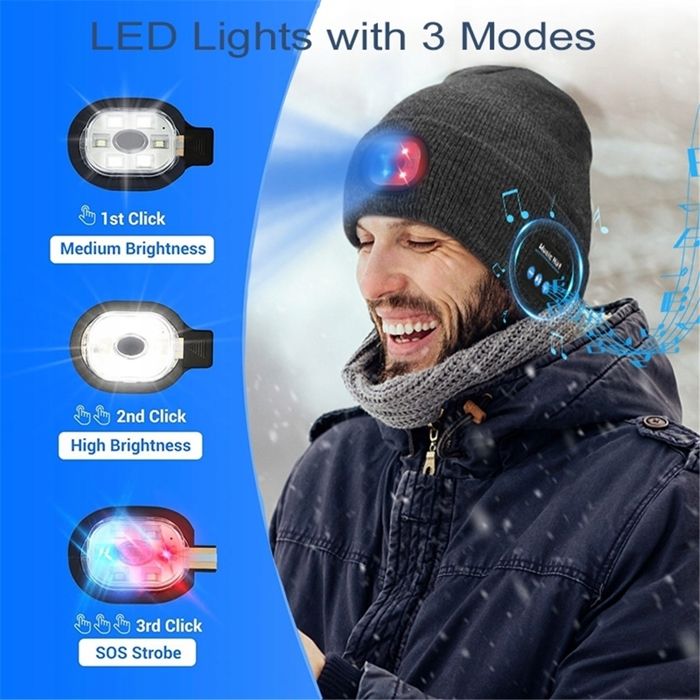 LED Lights with 3 Modes
1st Click
Medium Brightness
2nd Click
High Brightness
3rd Click
SOS Strobe